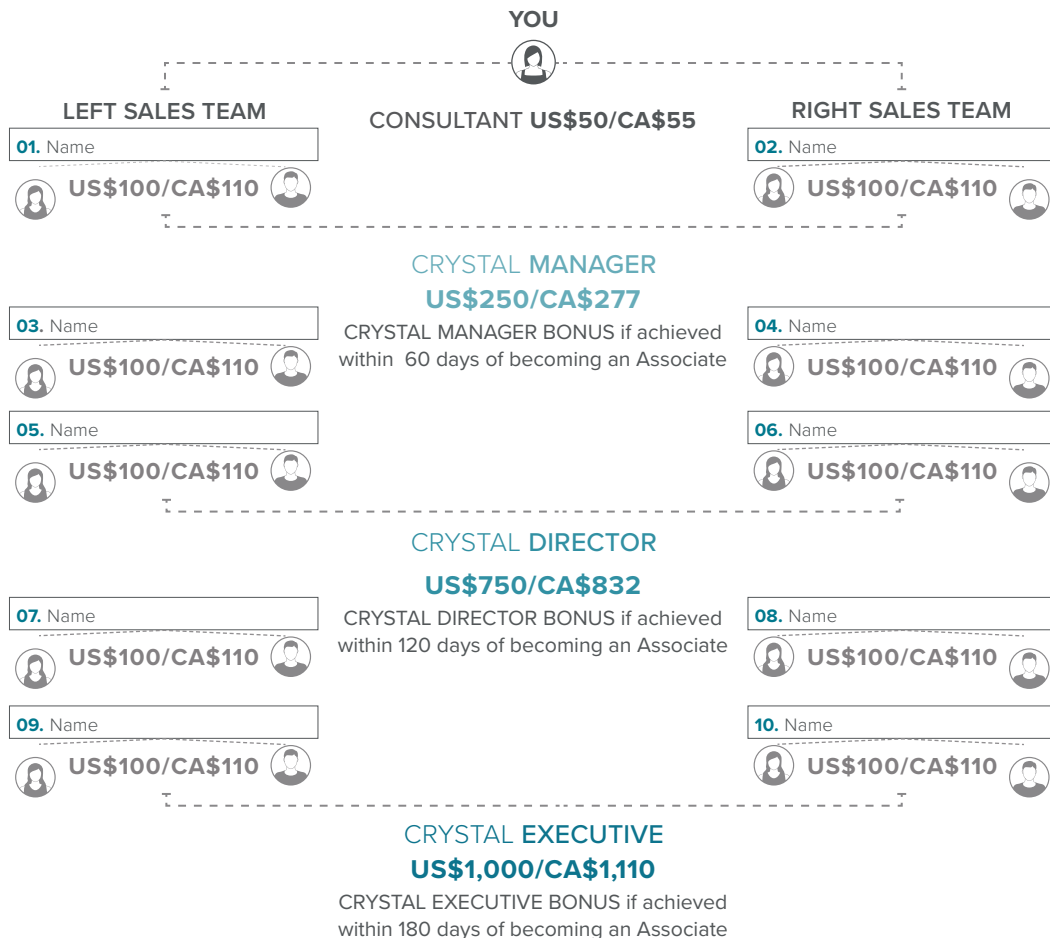 YOU
LEFT SALES TEAM
CONSULTANT US$50/CA$55
RIGHT SALES TEAM
01. Name
02. Name
US$100/CA$110
US$100/CA$110
CRYSTAL MANAGER
US$250/CA$277
CRYSTAL MANAGER BONUS if achieved
within 60 days of becoming an Associate
03. Name
04. Name
US$100/CA$110
US$100/CA$110
05. Name
06. Name
US$100/CA$110
US$100/CA$110
CRYSTAL DIRECTOR
US$750/CA$832
CRYSTAL DIRECTOR BONUS if achieved
within 120 days of becoming an Associate
07. Name
08. Name
US$100/CA$110
US$100/CA$110
09. Name
10. Name
US$100/CA$110
US$100/CA$110
CRYSTAL EXECUTIVE
US$1,000/CA$1,110
CRYSTAL EXECUTIVE BONUS if achieved
within 180 days of becoming an Associate